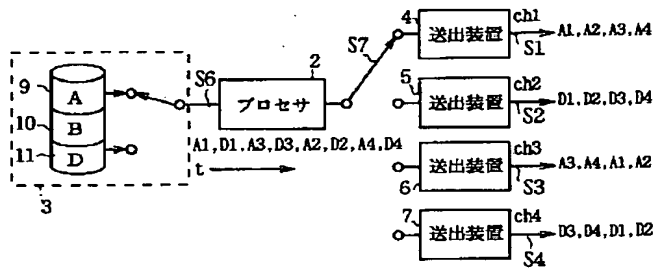 4
送出装置
ch1
S1
A1,A2,A3,A4
S7
2
S6
プロセサ
9
A
10
B
11
D
3
A1,D1,A3,D3,A2,D2,A4,D4
t
5
送出装置
ch2
S2
D1,D2,D3,D4
6
送出装置
ch3
S3
A3,A4,A1,A2
7
送出装置
ch4
S4
D3,D4,D1,D2